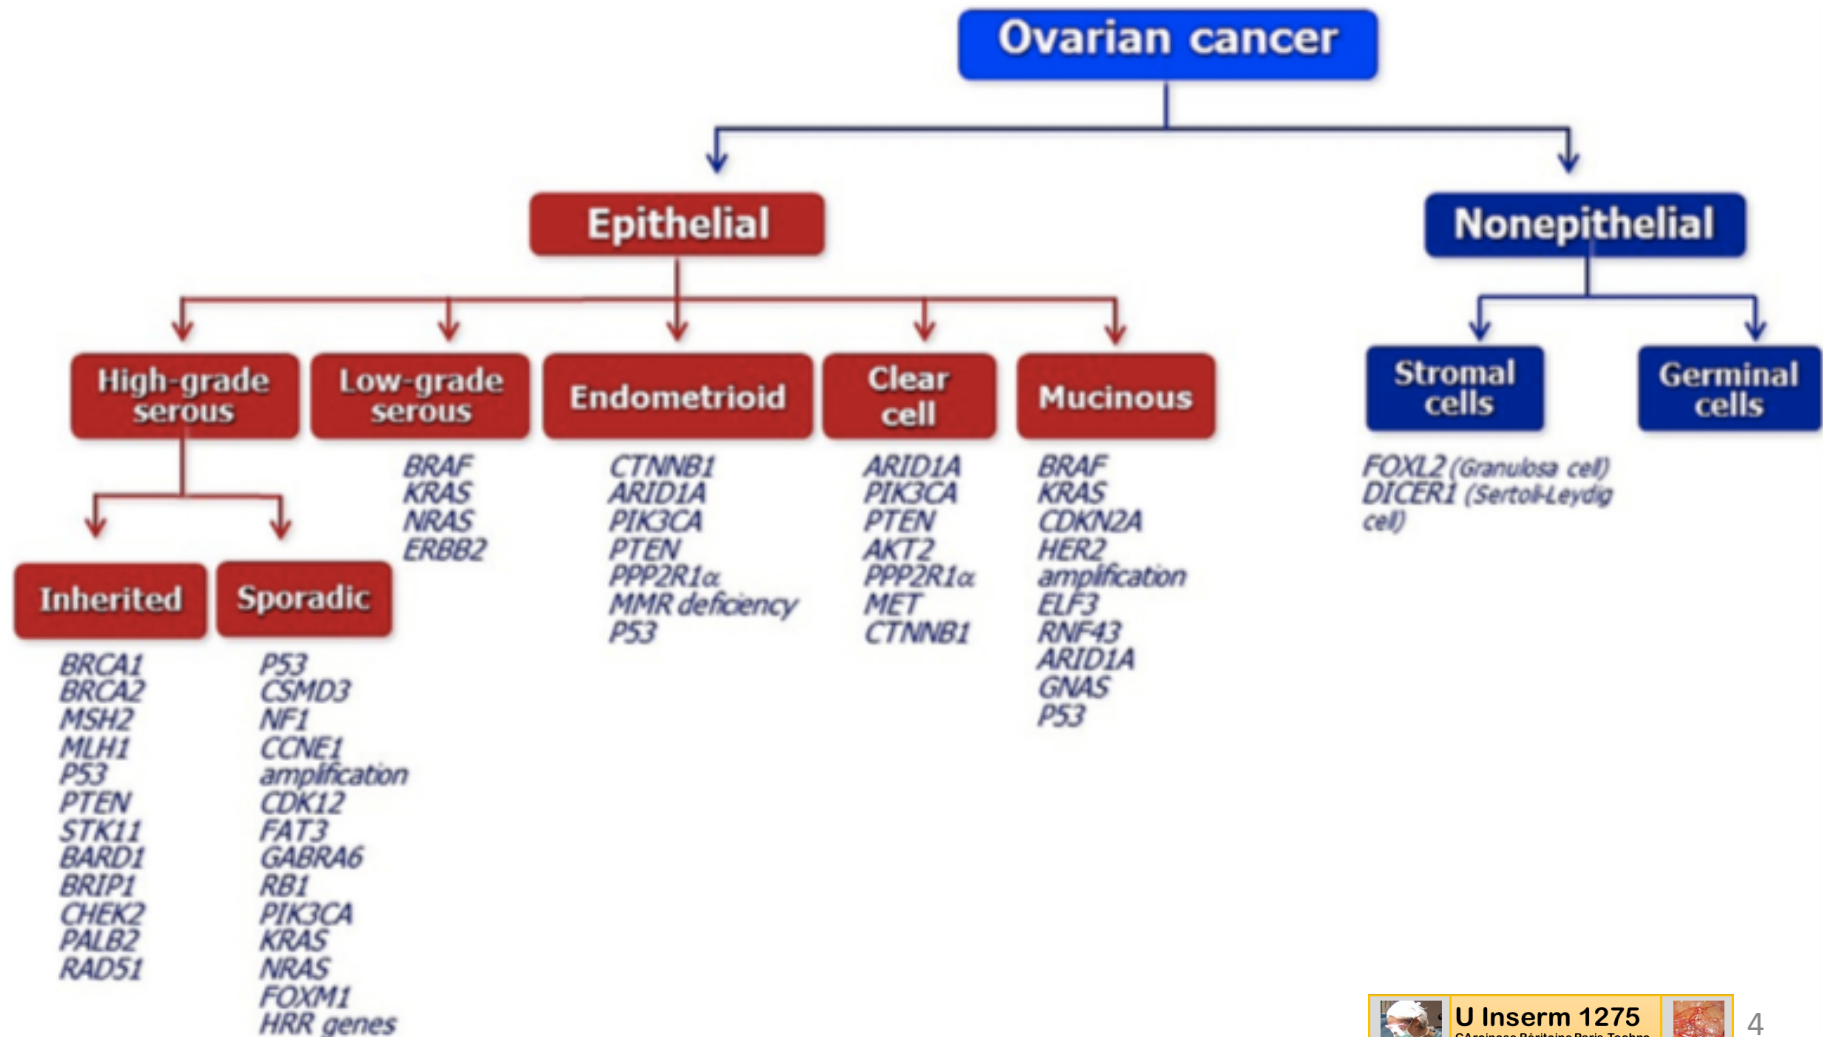 Ovarian cancer
Epithelial
Nonepithelial
High-grade
serous
Low-grade
serous
Endometrioid
Clear
cell
Mucinous
Stromal
cells
Germinal
cells
BRAF
KRAS
NRAS
ERBB2
CTNNB1
ARID1A
PIK3CA
PTEN
PPP2R1α
MMR deficiency
P53
ARID1A
PIK3CA
PTEN
AKT2
PPP2R1α
MET
CTNNB1
BRAF
KRAS
CDKN2A
HER2
amplification
ELF3
RNF43
ARID1A
GNAS
P53
FOXL2 (Granulosa cell)
DICER1 (Sertoli-Leydig
cell)
Inherited
Sporadic
BRCA1
BRCA2
MSH2
MLH1
P53
PTEN
STK11
BARD1
BRIP1
CHEK2
PALB2
RAD51
P53
CSMD3
NF1
CCNE1
amplification
CDK12
FAT3
GABRA6
RB1
PIK3CA
KRAS
NRAS
FOXM1
HRR genes
U Inserm 1275
4